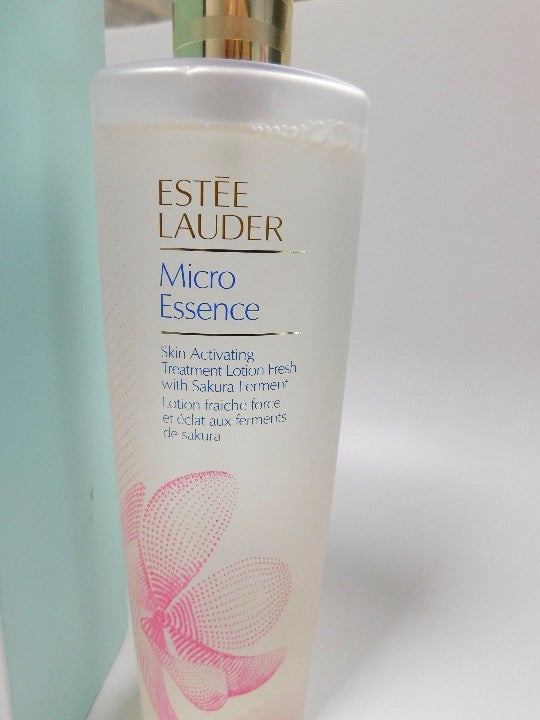 ESTĒE
LAUDER
Micro
Essence
Skin Activating
Treatment Lotion Fresh
with Sakura Ferment
Lotion fraîche force
et éclat aux ferments
de sakura